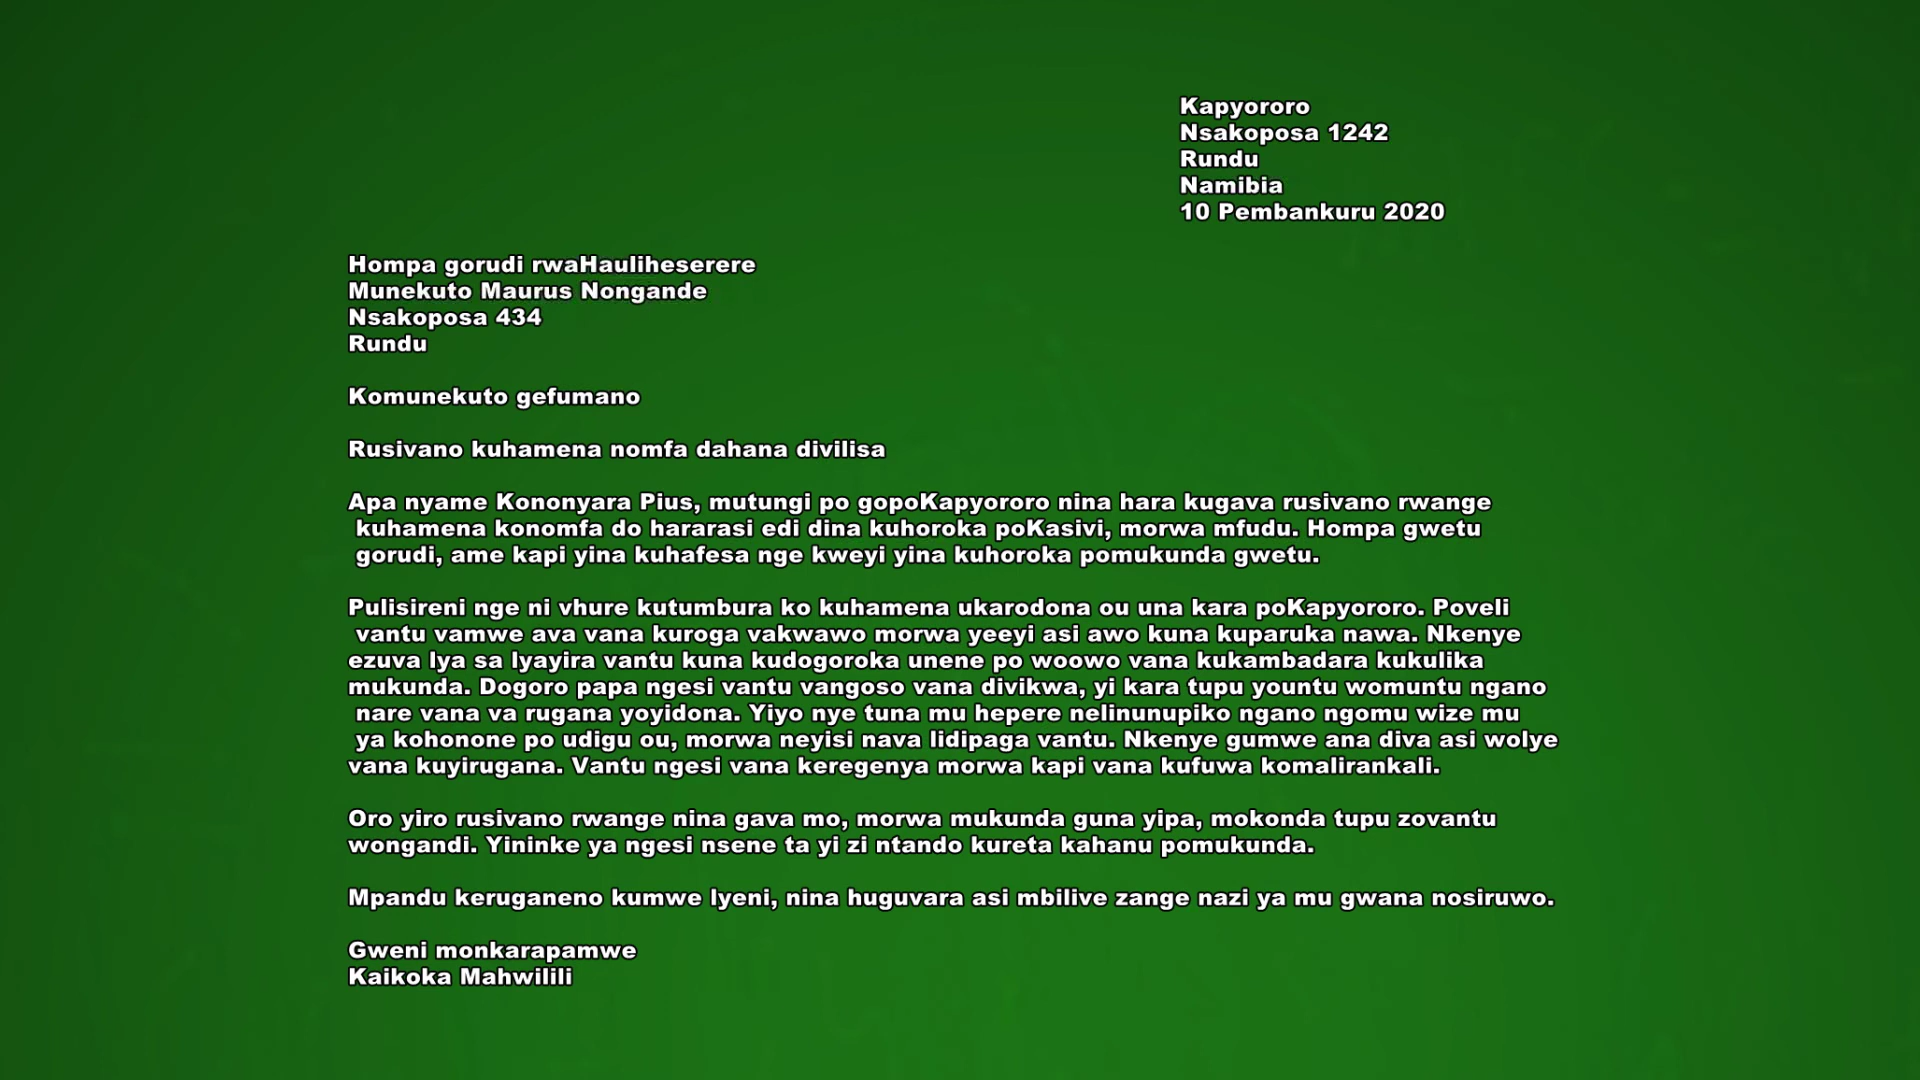 Kapyororo
Nsakoposa 1242
Rundu
Namibia
10 Pembankuru 2020
Hompa gorudi rwaHauliheserere
Munekuto Maurus Nongande
Nsakoposa 434
Rundu
Komunekuto gefumano
Rusivano kuhamena nomfa dahana divilisa
Apa nyame Kononyara Pius, mutungi po gopoKapyororo nina hara kugava rusivano rwange
kuhamena konomfa do hararasi edi dina kuhoroka poKasivi, morwa mfudu. Hompa gwetu
gorudi, ame kapi yina kuhafesa nge kweyi yina kuhoroka pomukunda gwetu.
Pulisireni nge ni vhure kutumbura ko kuhamena ukarodona ou una kara poKapyororo. Poveli
vantu vamwe ava vana kuroga vakwawo morwa yeeyi asi awo kuna kuparuka nawa. Nkenye
ezuva lya sa lyayira vantu kuna kudogoroka unene po woowo vana kukambadara kukulika
mukunda. Dogoro papa ngesi vantu vangoso vana divikwa, yi kara tupu yountu womuntu ngano
nare vana va rugana yoyidona. Yiyo nye tuna mu hepere nelinunupiko ngano ngomu wize mu
ya kohonone po udigu ou, morwa neyisi nava lidipaga vantu. Nkenye gumwe ana diva asi wolye
vana kuyirugana. Vantu ngesi vana keregenya morwa kapi vana kufuwa komalirankali.
Oro yiro rusivano rwange nina gava mo, morwa mukunda guna yipa, mokonda tupu zovantu
wongandi. Yininke ya ngesi nsene ta yi zi ntando kureta kahanu pomukunda.
Mpandu keruganeno kumwe lyeni, nina huguvara asi mbilive zange nazi ya mu gwana nosiruwo.
Gweni monkarapamwe
Kaikoka Mahwilili